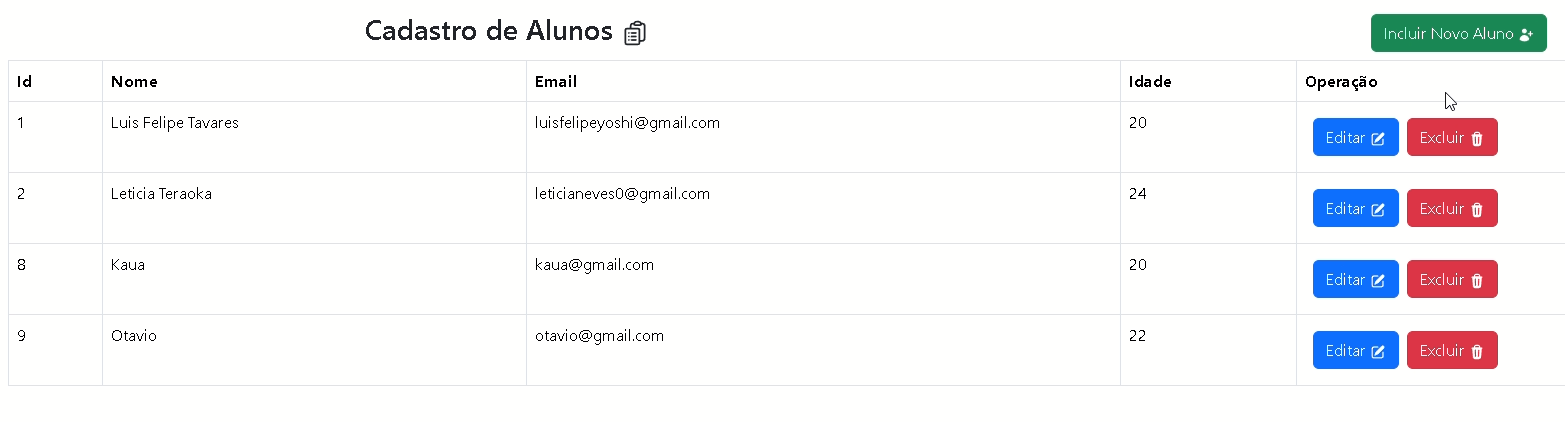 Cadastro de Alunos
Incluir Novo Aluno
Id Nome Email Idade Operação
1 Luis Felipe Tavares luisfelipeyoshi@gmail.com 20 Editar Excluir
2 Leticia Teraoka leticianeves0@gmail.com 24 Editar Excluir
8 Kaua kaua@gmail.com 20 Editar Excluir
9 Otavio otavio@gmail.com 22 Editar Excluir